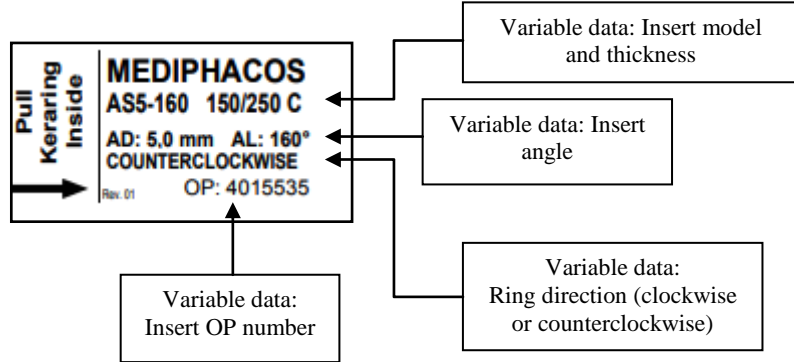 Variable data: Insert model
and thickness
Pull
Keraring
Inside
MEDIPHACOS
AS5-160 150/250 C
AD: 5,0 mm AL: 160°
COUNTERCLOCKWISE
Rev. 01
OP: 4015535
Variable data: Insert
angle
Variable data:
Insert OP number
Variable data:
Ring direction (clockwise
or counterclockwise)